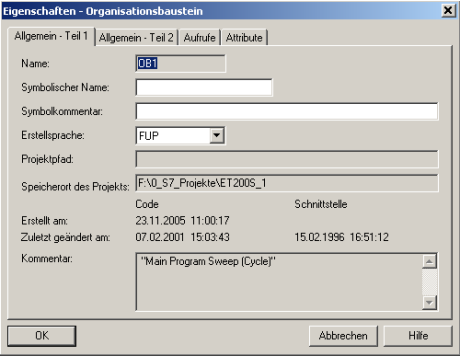 Eigenschaften - Organisationsbaustein
Allgemein - Teil 1 Allgemein - Teil 2 Aufrufe Attribute
Name: OB1
Symbolischer Name:
Symbolkommentar:
Erstellsprache: FUP
Projektpfad:
Speicherort des Projekts: F:\0_S7_Projekte\ET200S_1
Code Schnittstelle
Erstellt am: 23.11.2005 11:00:17
Zuletzt geändert am: 07.02.2001 15:03:43 15.02.1996 16:51:12
Kommentar: "Main Program Sweep (Cycle)"
OK Abbrechen Hilfe